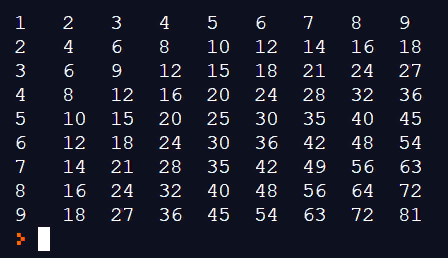 1 2 3 4 5 6 7 8 9
2 4 6 8 10 12 14 16 18
3 6 9 12 15 18 21 24 27
4 8 12 16 20 24 28 32 36
5 10 15 20 25 30 35 40 45
6 12 18 24 30 36 42 48 54
7 14 21 28 35 42 49 56 63
8 16 24 32 40 48 56 64 72
9 18 27 36 45 54 63 72 81
>